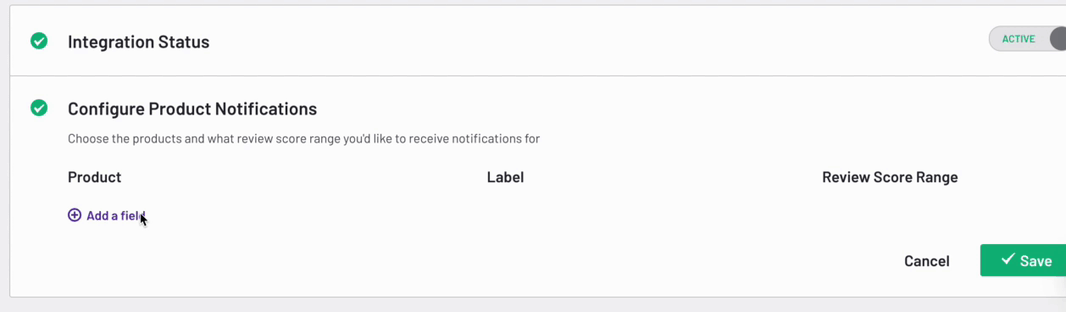 Integration Status
ACTIVE
Configure Product Notifications
Choose the products and what review score range you'd like to receive notifications for
Product Label Review Score Range
Add a field
Cancel Save